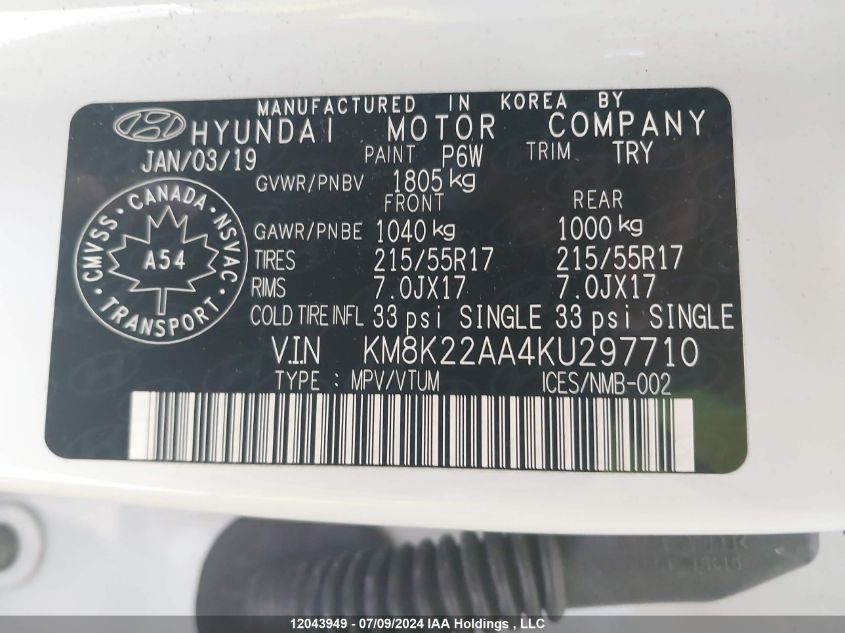 MANUFACTURED IN KOREA BY
HYUNDAI MOTOR COMPANY
JAN/03/19 PAINT P6W TRIM TRY
GVWR/PNBV 1805 kg
FRONT REAR
GAWR/PNBE 1040 kg 1000 kg
TIRES 215/55R17 215/55R17
RIMS 7.0JX17 7.0JX17
COLD TIRE INFL 33 psi SINGLE 33 psi SINGLE
CMVSS · CANADA · NSVAC · TRANSPORT ·
A54
V.I.N KM8K22AA4KU297710
TYPE : MPV/VTUM ICES/NMB-002
12043949 - 07/09/2024 IAA Holdings , LLC